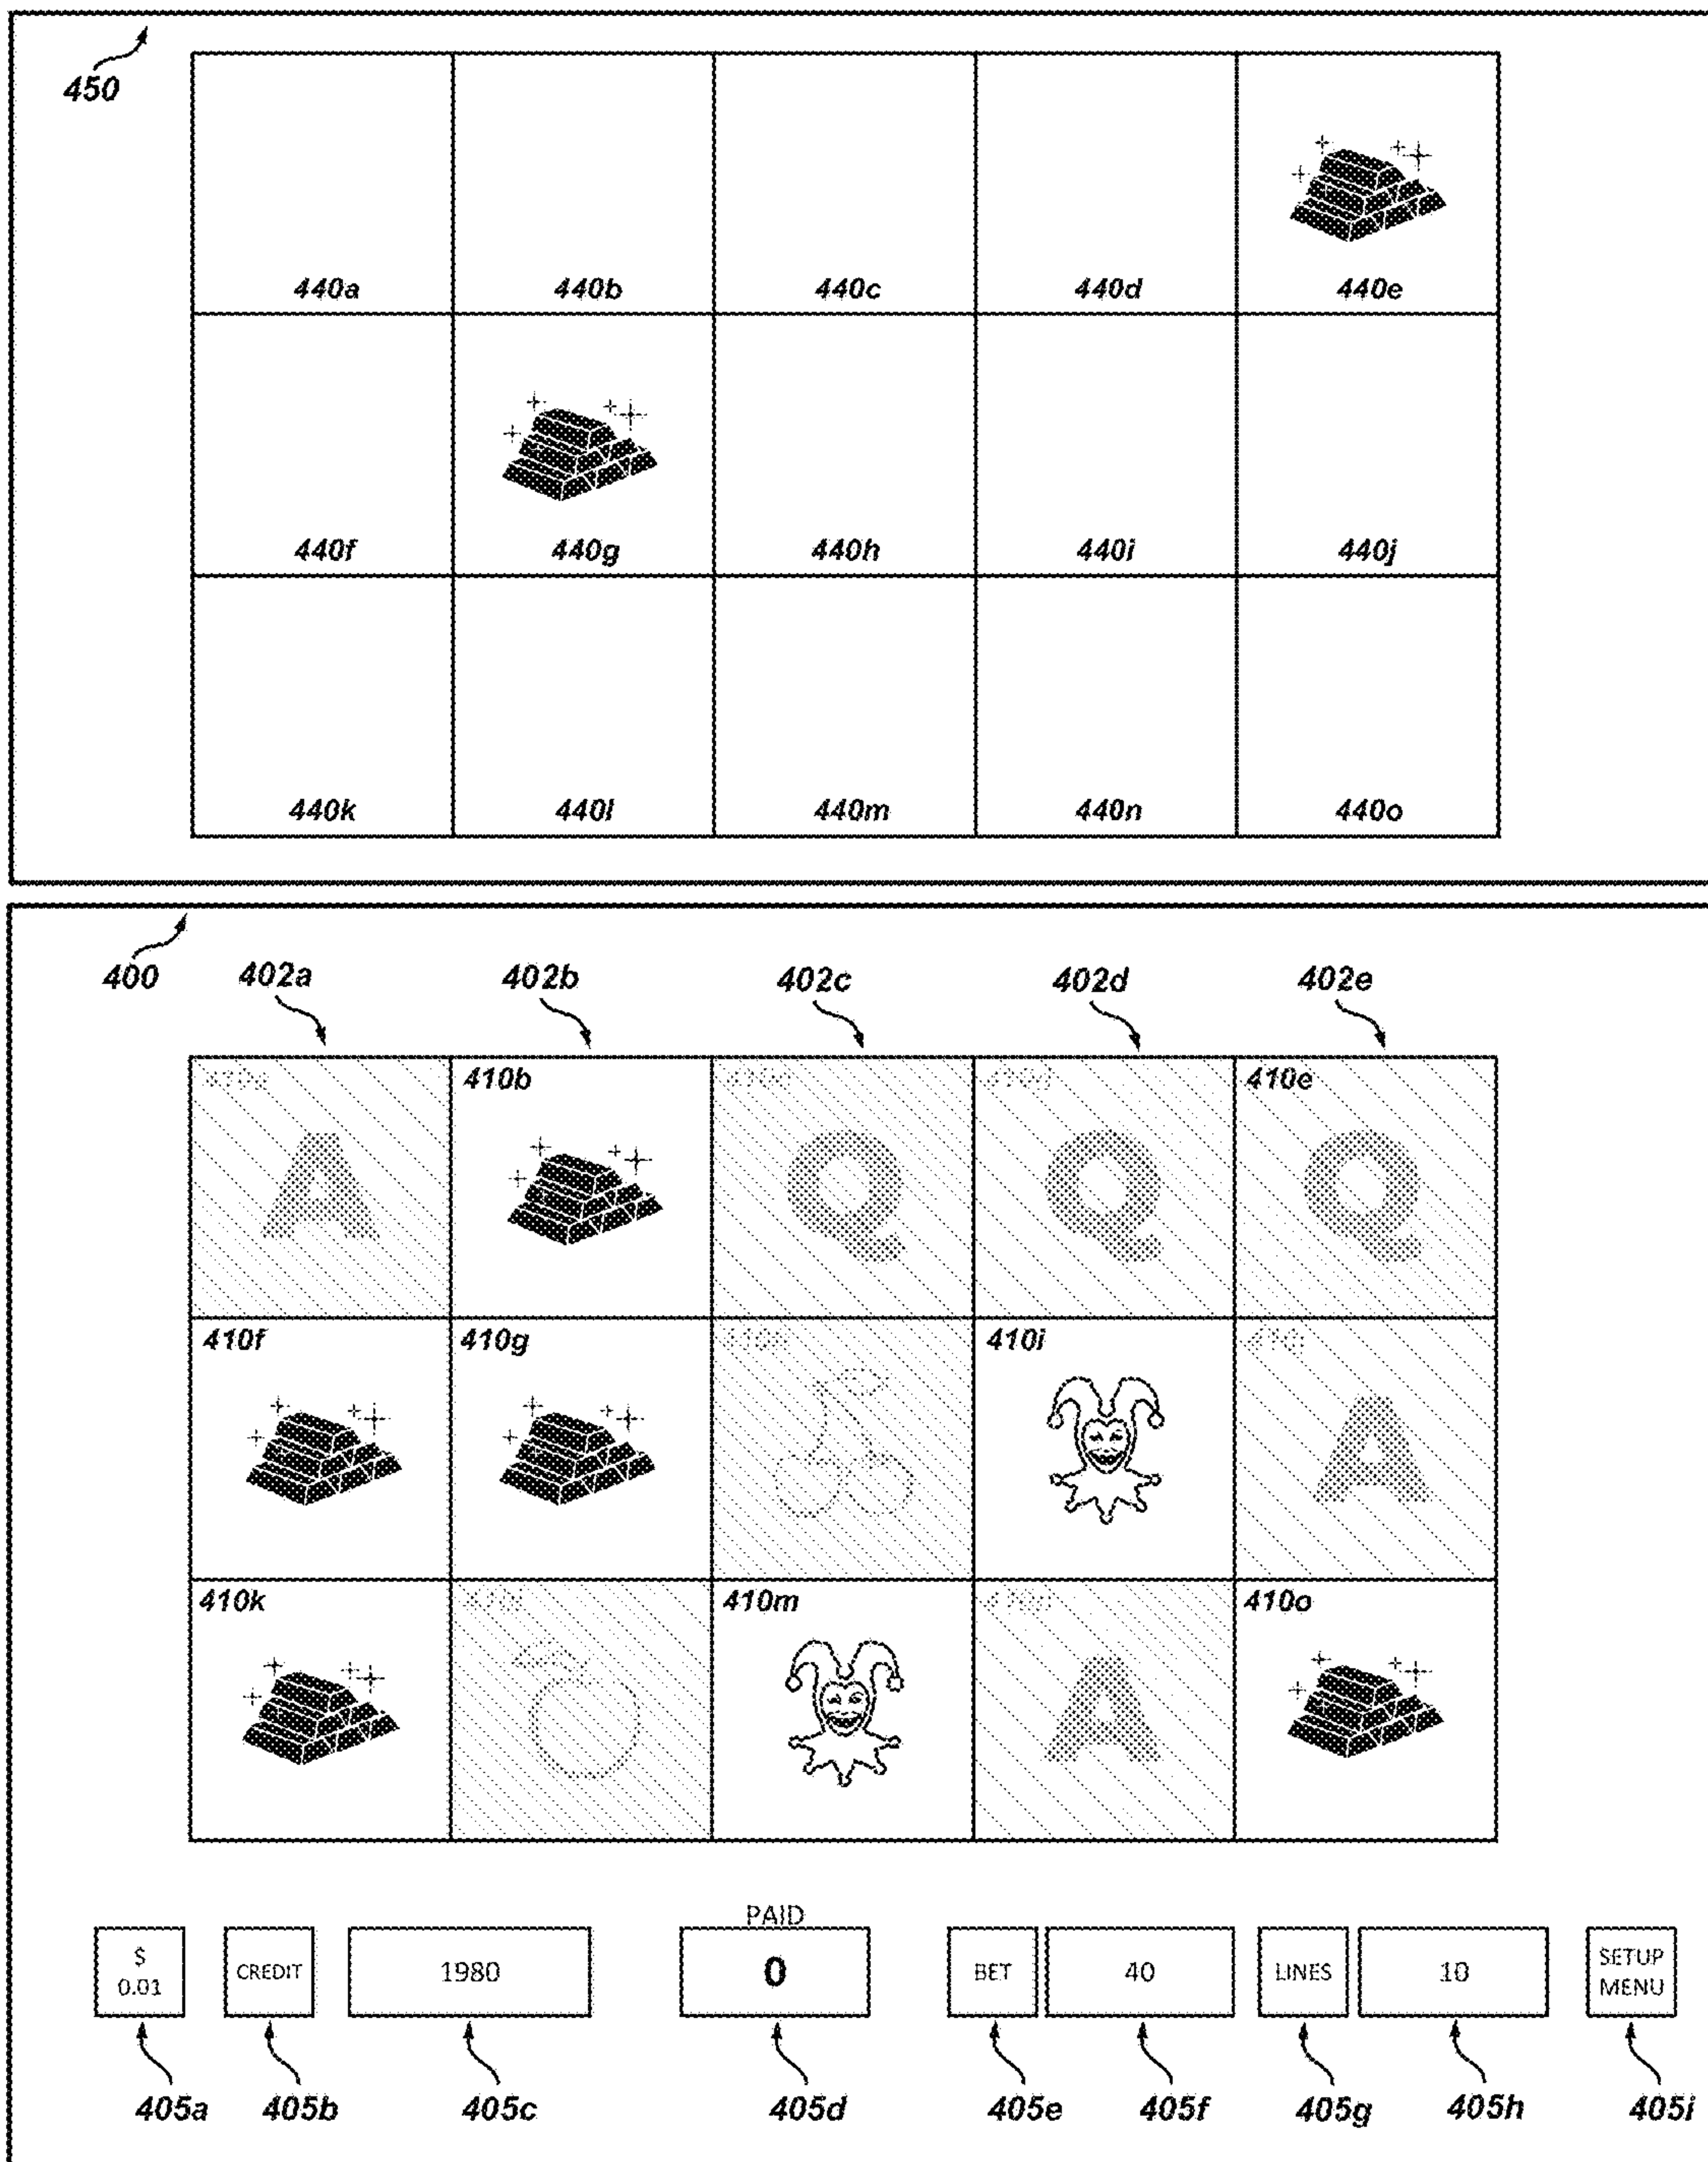 450
440a 440b 440c 440d 440e
440f 440g 440h 440i 440j
440k 440l 440m 440n 440o
400 402a 402b 402c 402d 402e
410b 410e
A Q Q Q
410f 410g 410i
A
410k 410m 410o
A
PAID
$ 0.01 CREDIT 1980 0 BET 40 LINES 10 SETUP MENU
405a 405b 405c 405d 405e 405f 405g 405h 405i